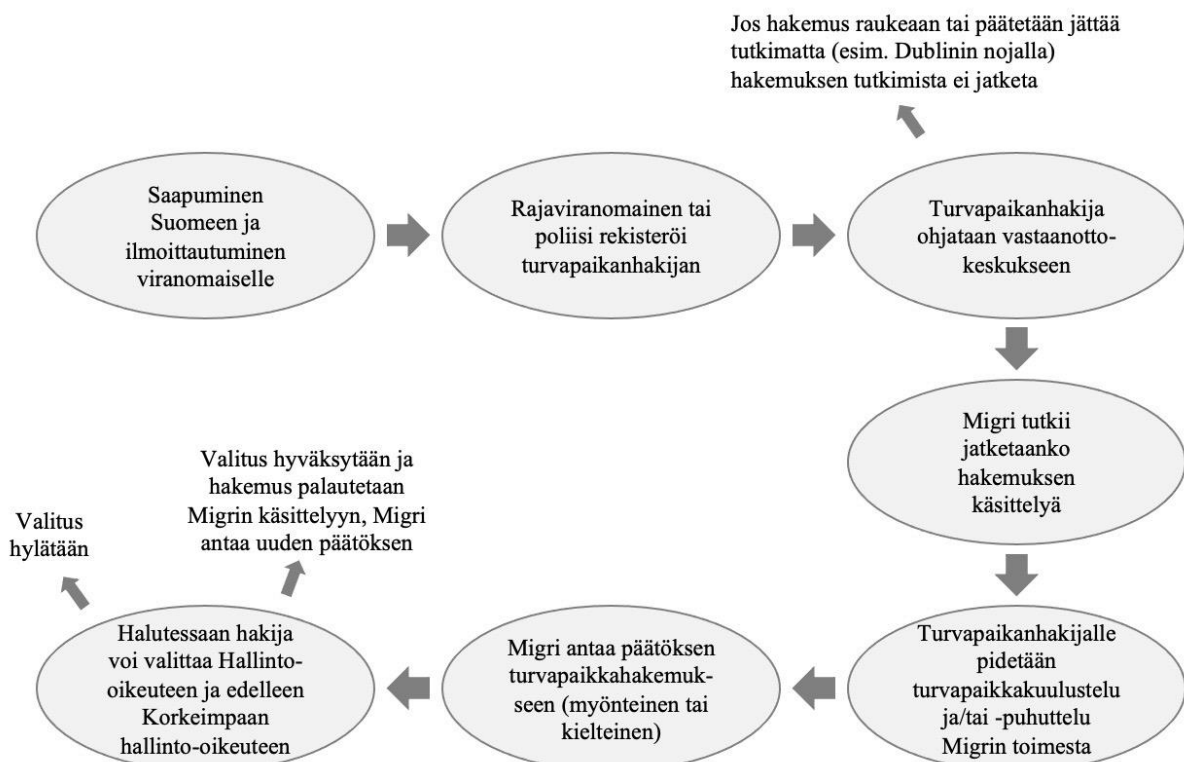 Jos hakemus raukeaan tai päätetään jättää
tutkimatta (esim. Dublinin nojalla)
hakemuksen tutkimista ei jatketa
Saapuminen
Suomeen ja
ilmoittautuminen
viranomaiselle
Rajaviranomainen tai
poliisi rekisteröi
turvapaikanhakijan
Turvapaikanhakija
ohjataan vastaanotto-
keskukseen
Migri tutkii
jatketaanko
hakemuksen
käsittelyä
Turvapaikanhakijalle
pidetään
turvapaikkakuulustelu
ja/tai -puhuttelu
Migrin toimesta
Migri antaa päätöksen
turvapaikkahakemuk-
seen (myönteinen tai
kielteinen)
Halutessaan hakija
voi valittaa Hallinto-
oikeuteen ja edelleen
Korkeimpaan
hallinto-oikeuteen
Valitus hyväksytään ja
hakemus palautetaan
Migrin käsittelyyn, Migri
antaa uuden päätöksen
Valitus
hylätään